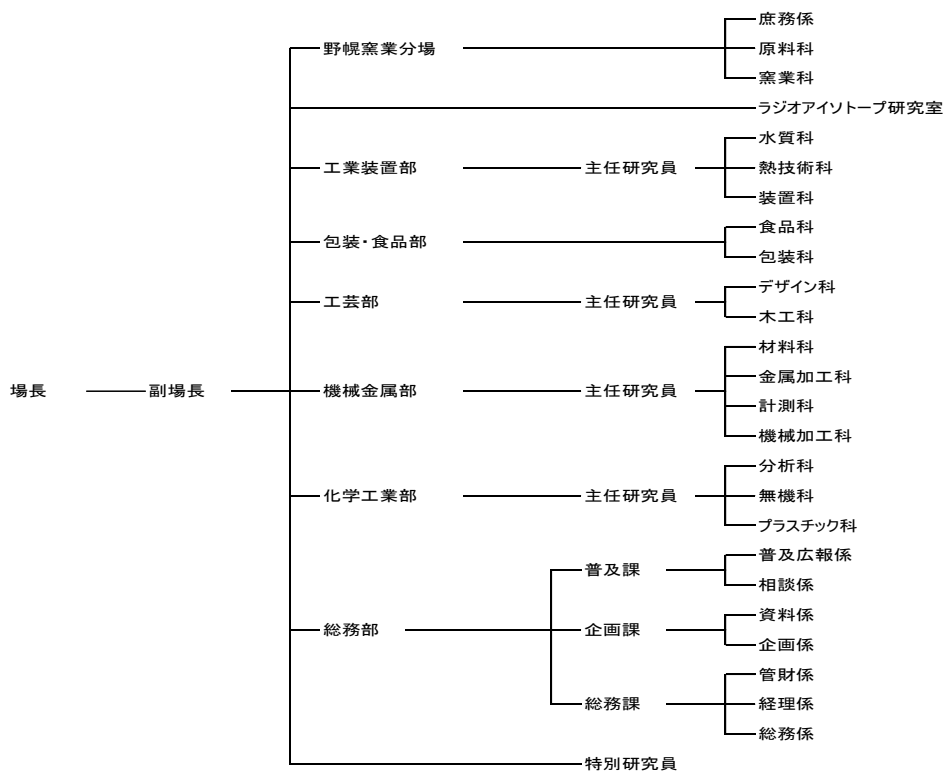 庶務係
野幌窯業分場
原料科
窯業科
ラジオアイソトープ研究室
水質科
工業装置部
主任研究員
熱技術科
装置科
食品科
包装・食品部
包装科
デザイン科
工芸部
主任研究員
木工科
材料科
金属加工科
場長
副場長
機械金属部
主任研究員
計測科
機械加工科
分析科
化学工業部
主任研究員
無機科
プラスチック科
普及広報係
普及課
相談係
資料係
総務部
企画課
企画係
管財係
総務課
経理係
総務係
特別研究員